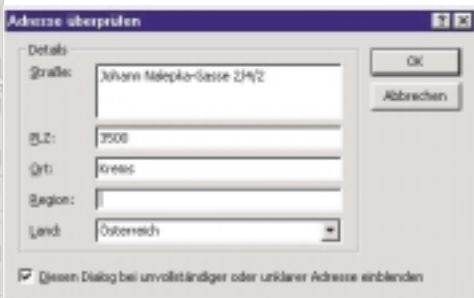 Adresse überprüfen
Details
Straße:
Johann Nalepka-Gasse 2/4/2
OK
Abbrechen
PLZ:
3500
Ort:
Krems
Region:
Land:
Österreich
Diesen Dialog bei unvollständiger oder unklarer Adresse einblenden